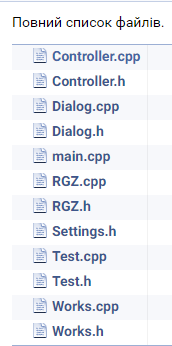 Повний список файлів.
Controller.cpp
Controller.h
Dialog.cpp
Dialog.h
main.cpp
RGZ.cpp
RGZ.h
Settings.h
Test.cpp
Test.h
Works.cpp
Works.h